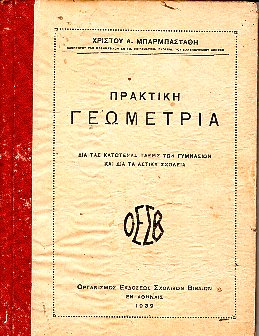 ΧΡΙΣΤΟΥ Α. ΜΠΑΡΜΠΑΣΤΑΘΗ
ΠΡΑΚΤΙΚΗ
ΓΕΩΜΕΤΡΙΑ
ΔΙΑ ΤΑΣ ΚΑΤΩΤΕΡΑΣ ΤΑΞΕΙΣ ΤΩΝ ΓΥΜΝΑΣΙΩΝ
ΚΑΙ ΔΙΑ ΤΑ ΑΣΤΙΚΑ ΣΧΟΛΕΙΑ
ΟΕΣΒ
ΟΡΓΑΝΙΣΜΟΣ ΕΚΔΟΣΕΩΣ ΣΧΟΛΙΚΩΝ ΒΙΒΛΙΩΝ
ΕΝ ΑΘΗΝΑΙΣ
1939